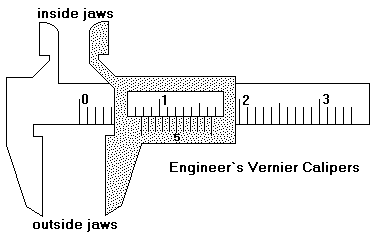 inside jaws
0 1 2 3
5
Engineer`s Vernier Calipers
outside jaws